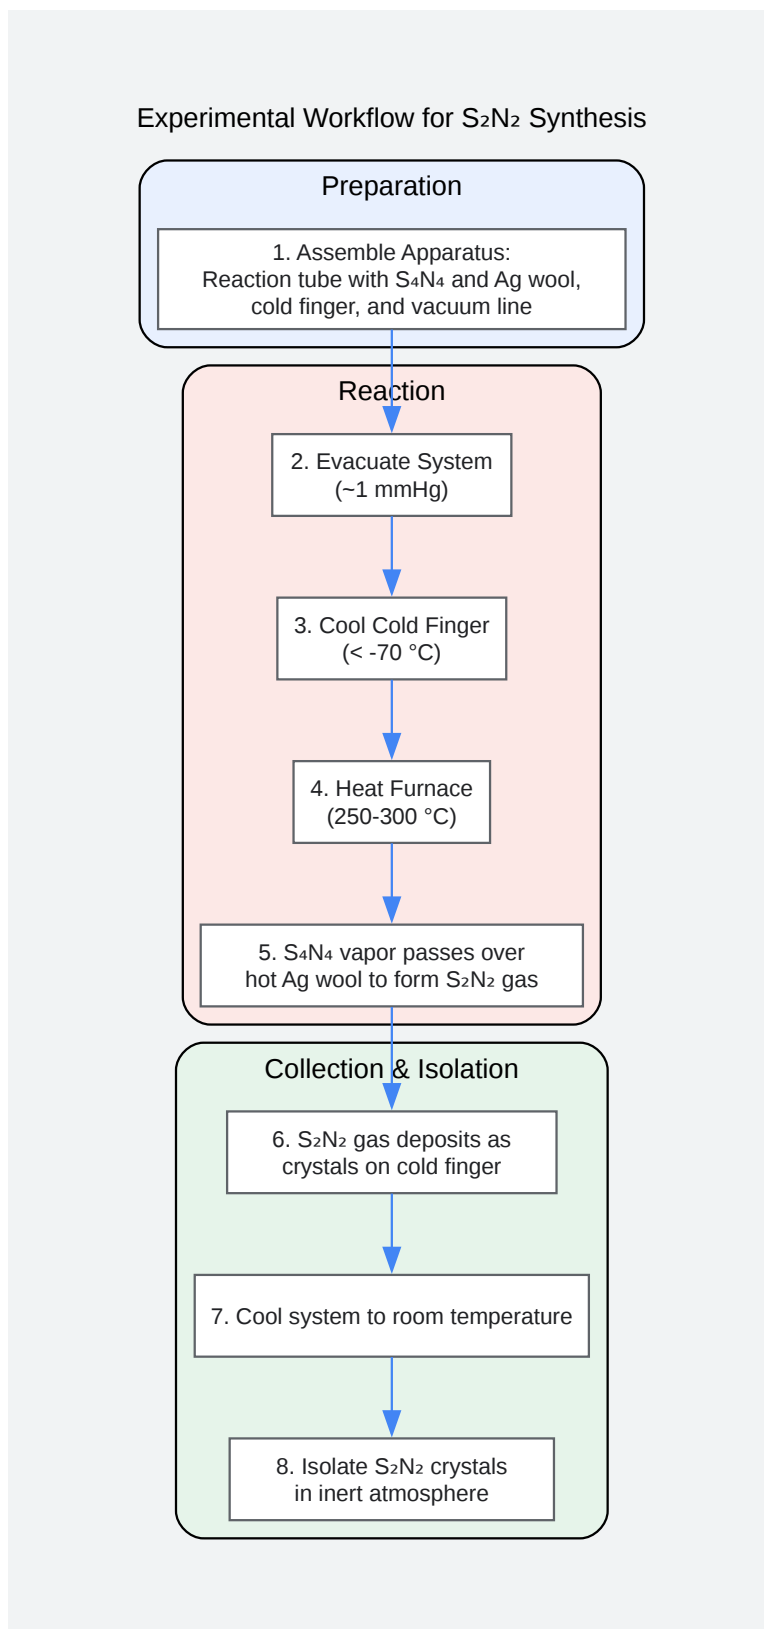 Experimental Workflow for S₂N₂ Synthesis
Preparation
1. Assemble Apparatus:
Reaction tube with S₄N₄ and Ag wool,
cold finger, and vacuum line
Reaction
2. Evacuate System
(~1 mmHg)
3. Cool Cold Finger
(< -70 °C)
4. Heat Furnace
(250-300 °C)
5. S₄N₄ vapor passes over
hot Ag wool to form S₂N₂ gas
Collection & Isolation
6. S₂N₂ gas deposits as
crystals on cold finger
7. Cool system to room temperature
8. Isolate S₂N₂ crystals
in inert atmosphere